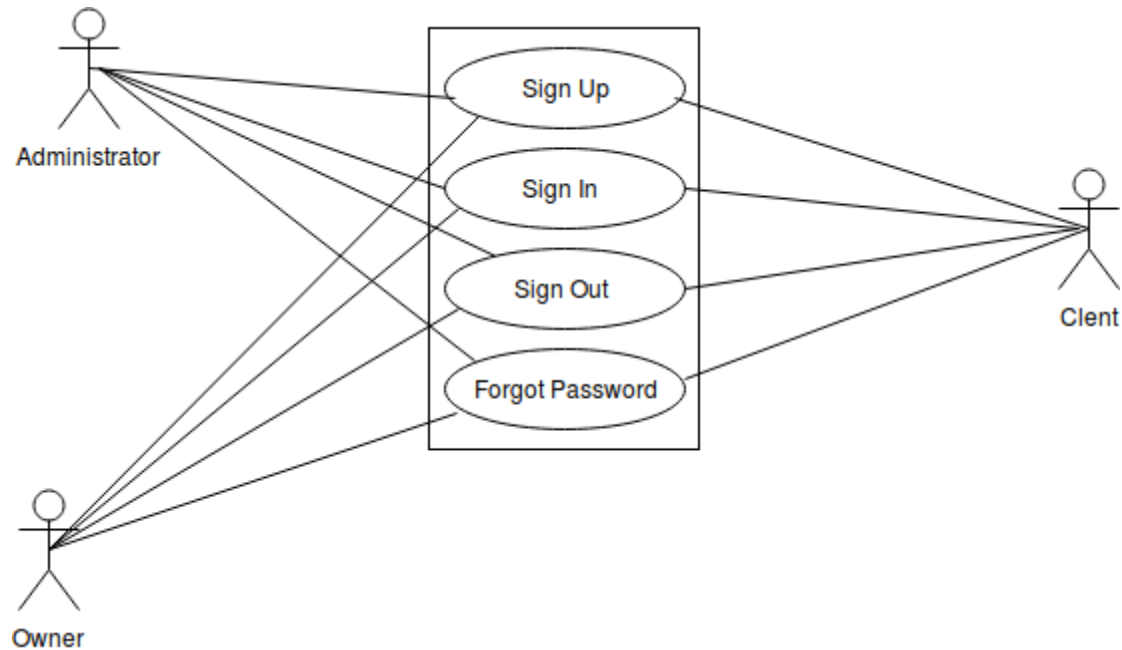 Administrator
Sign Up
Sign In
Sign Out
Forgot Password
Clent
Owner